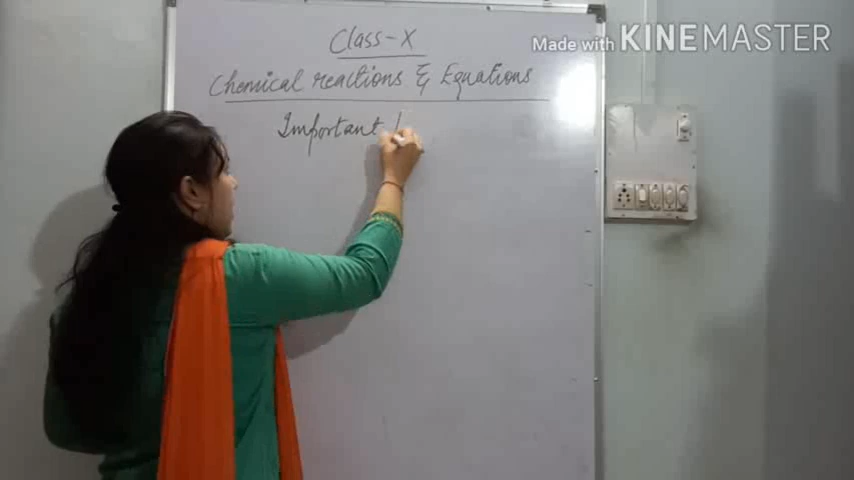 Class-X
Made with KINEMASTER
Chemical reactions & Equations
Important